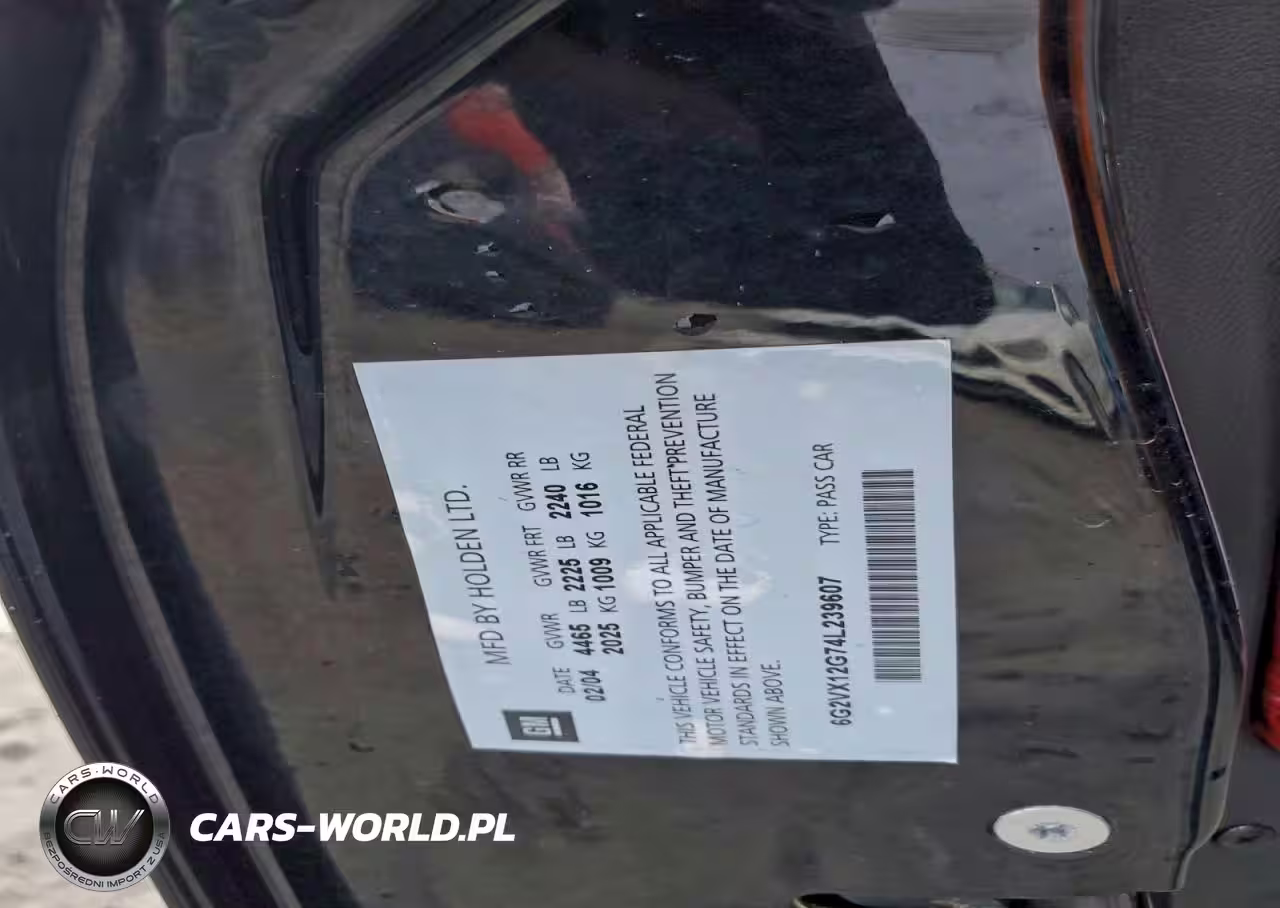 GM
MFD BY HOLDEN LTD.
DATE GVWR GVWR FRT GVWR RR
02/04 4465 LB 2225 LB 2240 LB
2025 KG 1009 KG 1016 KG
THIS VEHICLE CONFORMS TO ALL APPLICABLE FEDERAL
MOTOR VEHICLE SAFETY, BUMPER AND THEFT PREVENTION
STANDARDS IN EFFECT ON THE DATE OF MANUFACTURE
SHOWN ABOVE.
6G2VX12G74L239607 TYPE: PASS CAR
CARS-WORLD
CW
BEZPOŚREDNI IMPORT Z USA
CARS-WORLD.PL